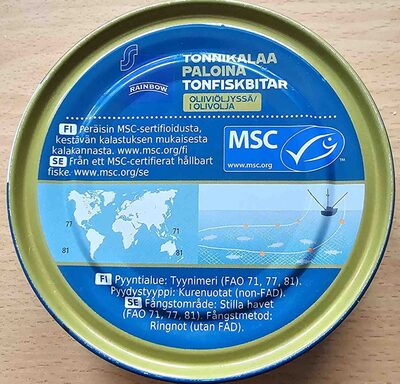 TONNIKALAA
PALOINA
TONFISKBITAR
RAINBOW
OLIIVIÖLJYSSÄ/
I OLIVOLJA
FI Peräisin MSC-sertifioidusta,
kestävän kalastuksen mukaisesta
kalakannasta. www.msc.org/fi
SE Från ett MSC-certifierat hållbart
fiske. www.msc.org/se
MSC
www.msc.org
TM
77
71
81
77
81
FI Pyyntialue: Tyynimeri (FAO 71, 77, 81).
Pyydystyyppi: Kurenuotat (non-FAD).
SE Fångstområde: Stilla havet
(FAO 71, 77, 81). Fångstmetod:
Ringnot (utan FAD).